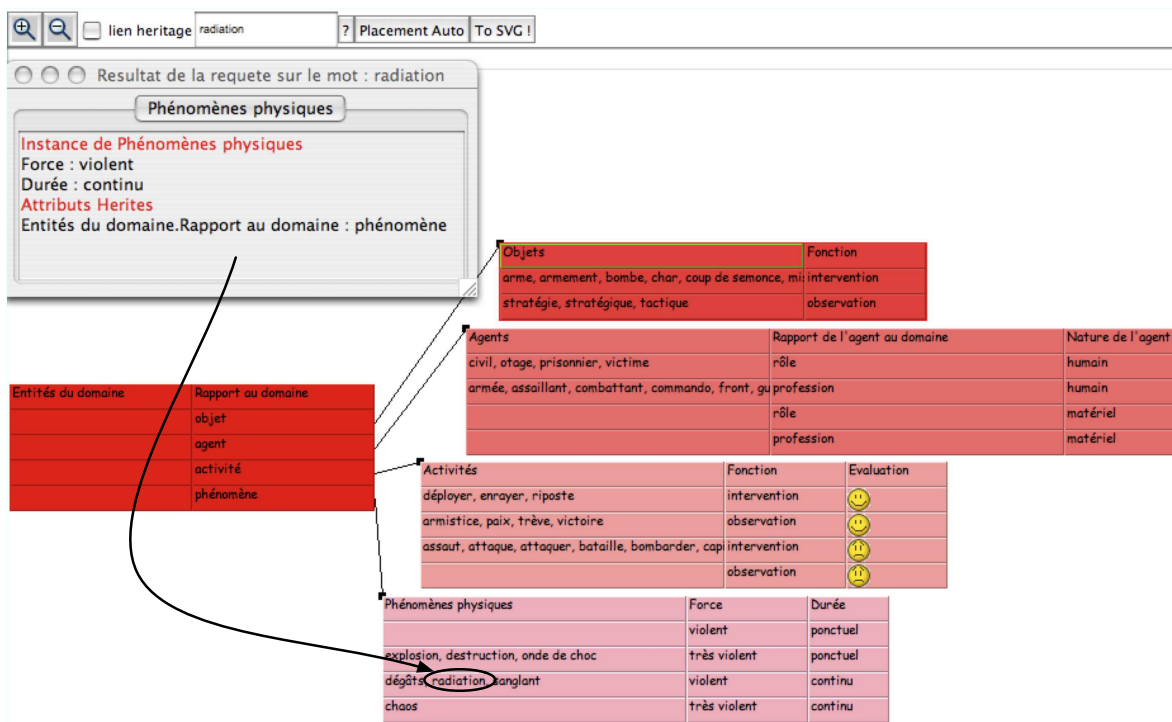 lien heritage radiation ? Placement Auto To SVG !
Resultat de la requete sur le mot : radiation
Phénomènes physiques
Instance de Phénomènes physiques
Force : violent
Durée : continu
Attributs Herites
Entités du domaine.Rapport au domaine : phénomène
Objets Fonction
arme, armement, bombe, char, coup de semonce, mi intervention
stratégie, stratégique, tactique observation
Agents Rapport de l'agent au domaine Nature de l'agent
civil, otage, prisonnier, victime rôle humain
armée, assaillant, combattant, commando, front, gu profession humain
rôle matériel
profession matériel
Entités du domaine Rapport au domaine
objet
agent
activité
phénomène
Activités Fonction Evaluation
déployer, enrayer, riposte intervention
armistice, paix, trève, victoire observation
assaut, attaque, attaquer, bataille, bombarder, cap intervention
observation
Phénomènes physiques Force Durée
violent ponctuel
explosion, destruction, onde de choc très violent ponctuel
dégâts, radiation, sanglant violent continu
chaos très violent continu